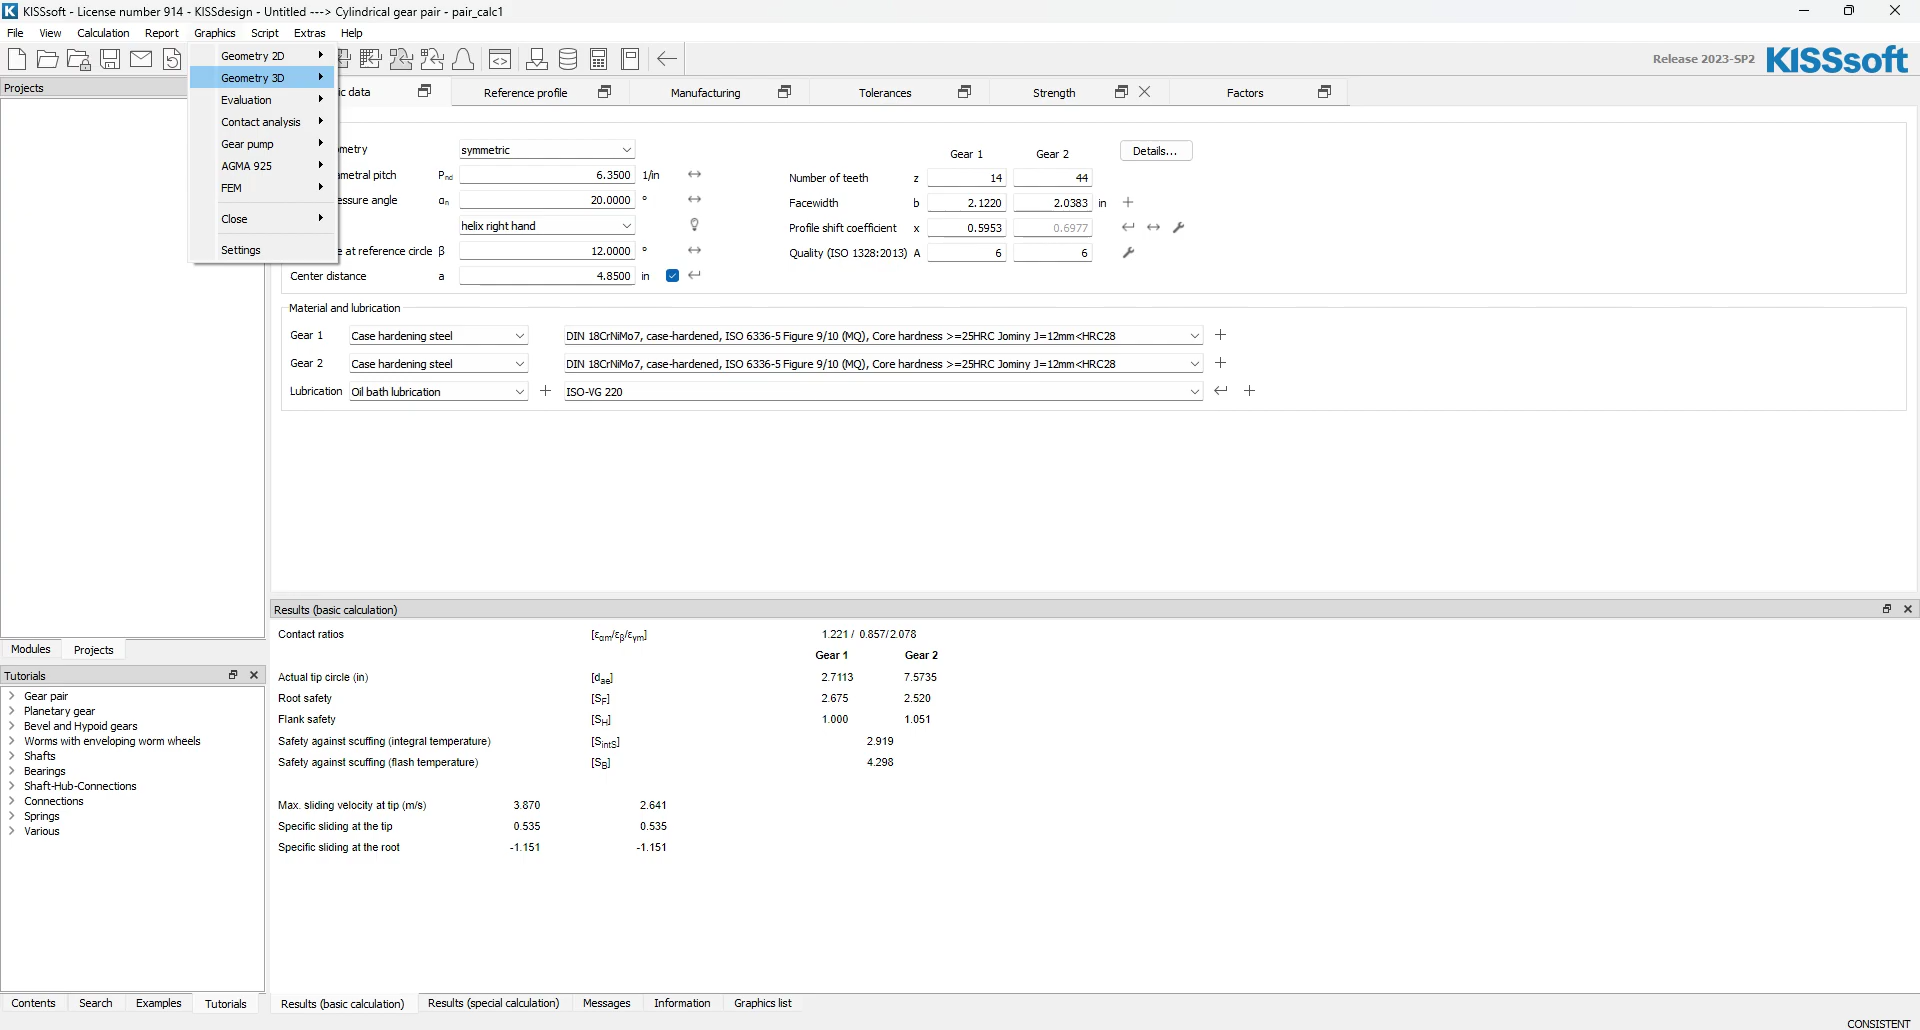 KISSsoft - License number 914 - KISSdesign - Untitled ---> Cylindrical gear pair - pair_calc1
File View Calculation Report Graphics Script Extras Help
Release 2023-SP2 KISSsoft
Geometry 2D
Geometry 3D
Evaluation
Contact analysis
Gear pump
AGMA 925
FEM
Close
Settings
Projects
ic data Reference profile Manufacturing Tolerances Strength Factors
ometry symmetric
ametral pitch Pnd 6.3500 1/in
essure angle αn 20.0000 °
helix right hand
e at reference circle β 12.0000 °
Center distance a 4.8500 in
Gear 1 Gear 2 Details...
Number of teeth z 14 44
Facewidth b 2.1220 2.0383 in
Profile shift coefficient x 0.5953 0.6977
Quality (ISO 1328:2013) A 6 6
Material and lubrication
Gear 1 Case hardening steel DIN 18CrNiMo7, case-hardened, ISO 6336-5 Figure 9/10 (MQ), Core hardness >=25HRC Jominy J=12mm<HRC28
Gear 2 Case hardening steel DIN 18CrNiMo7, case-hardened, ISO 6336-5 Figure 9/10 (MQ), Core hardness >=25HRC Jominy J=12mm<HRC28
Lubrication Oil bath lubrication ISO-VG 220
Modules Projects
Tutorials
Gear pair
Planetary gear
Bevel and Hypoid gears
Worms with enveloping worm wheels
Shafts
Bearings
Shaft-Hub-Connections
Connections
Springs
Various
Contents Search Examples Tutorials
Results (basic calculation)
Contact ratios [εαm/εβ/εγm] 1.221 / 0.857/2.078
Gear 1 Gear 2
Actual tip circle (in) [dae] 2.7113 7.5735
Root safety [SF] 2.675 2.520
Flank safety [SH] 1.000 1.051
Safety against scuffing (integral temperature) [SintS] 2.919
Safety against scuffing (flash temperature) [SB] 4.298
Max. sliding velocity at tip (m/s) 3.870 2.641
Specific sliding at the tip 0.535 0.535
Specific sliding at the root -1.151 -1.151
Results (basic calculation) Results (special calculation) Messages Information Graphics list
CONSISTENT